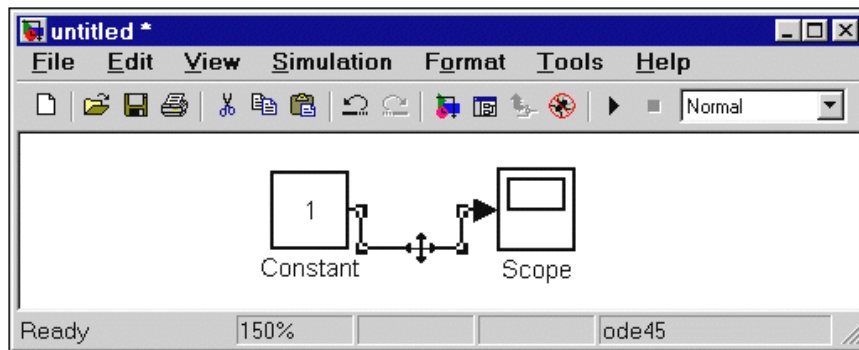 untitled *
File Edit View Simulation Format Tools Help
Normal
1
Constant Scope
Ready 150% ode45